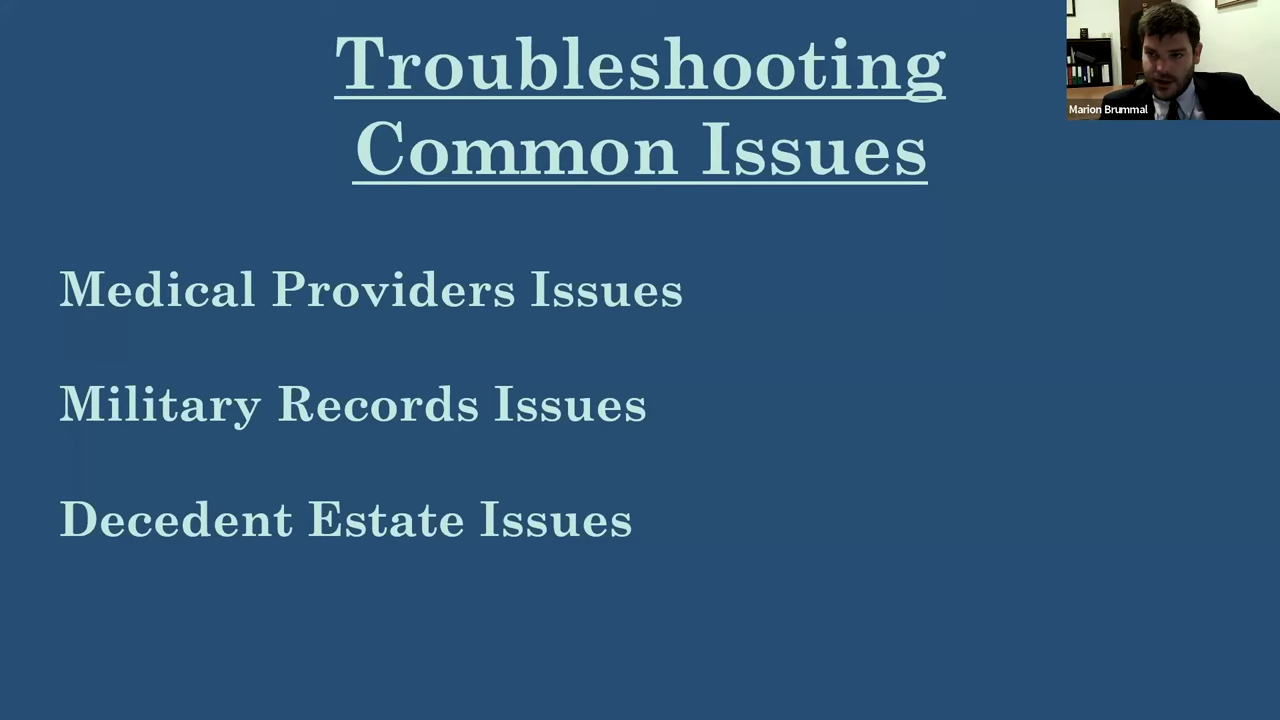 Troubleshooting
Common Issues
Marion Brummal
Medical Providers Issues
Military Records Issues
Decedent Estate Issues